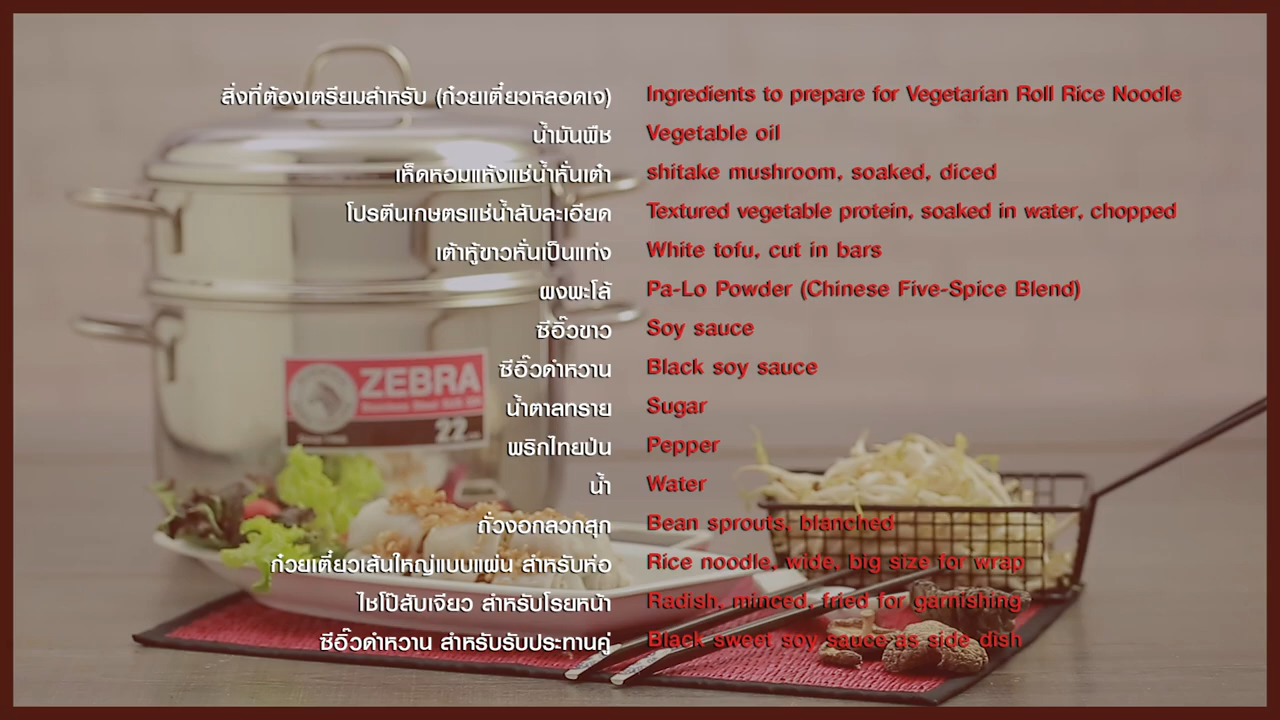 สิ่งที่ต้องเตรียมสำหรับ (ก๋วยเตี๋ยวหลอดเจ) Ingredients to prepare for Vegetarian Roll Rice Noodle
น้ำมันพืช Vegetable oil
เห็ดหอมแห้งแช่น้ำหั่นเต๋า shitake mushroom, soaked, diced
โปรตีนเกษตรแช่น้ำสับละเอียด Textured vegetable protein, soaked in water, chopped
เต้าหู้ขาวหั่นเป็นแท่ง White tofu, cut in bars
ผงพะโล้ Pa-Lo Powder (Chinese Five-Spice Blend)
ซีอิ๊วขาว Soy sauce
ซีอิ๊วดำหวาน Black soy sauce
น้ำตาลทราย Sugar
พริกไทยป่น Pepper
น้ำ Water
ถั่วงอกลวกสุก Bean sprouts, blanched
ก๋วยเตี๋ยวเส้นใหญ่แบบแผ่น สำหรับห่อ Rice noodle, wide, big size for wrap
ไชโป๊สับเจียว สำหรับโรยหน้า Radish, minced, fried for garnishing
ซีอิ๊วดำหวาน สำหรับรับประทานคู่ Black sweet soy sauce as side dish
ZEBRA
22